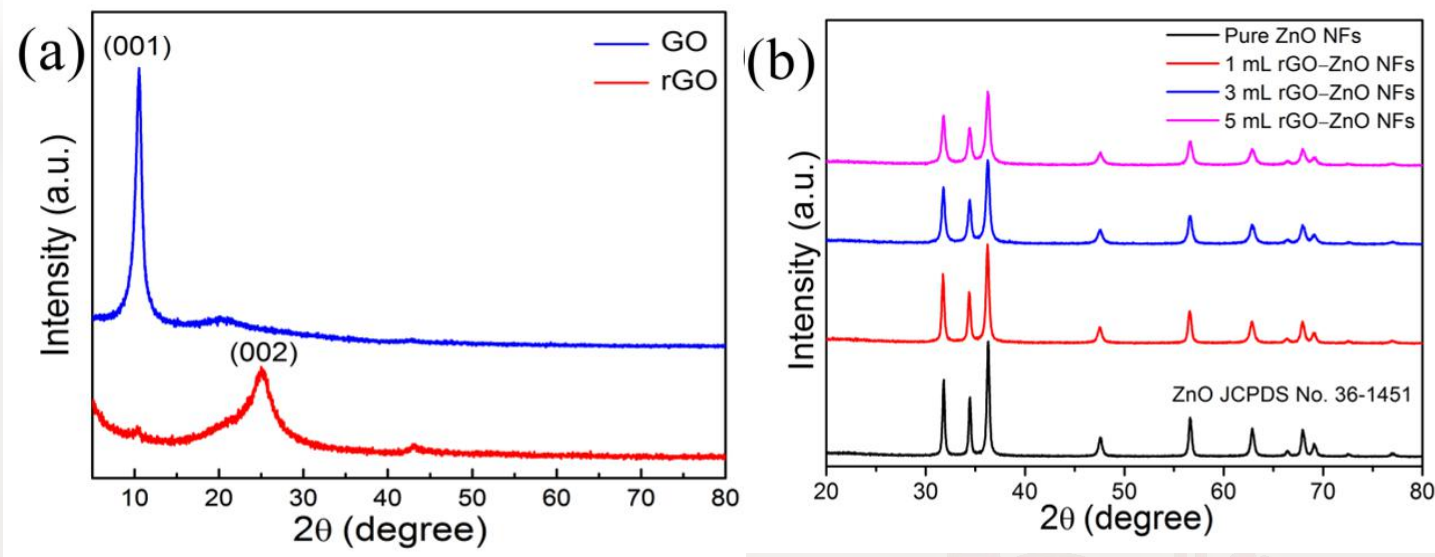 (a)
(001)
GO
rGO
(002)
Intensity (a.u.)
10 20 30 40 50 60 70 80
2θ (degree)
(b)
Pure ZnO NFs
1 mL rGO–ZnO NFs
3 mL rGO–ZnO NFs
5 mL rGO–ZnO NFs
Intensity (a.u.)
ZnO JCPDS No. 36-1451
20 30 40 50 60 70 80
2θ (degree)